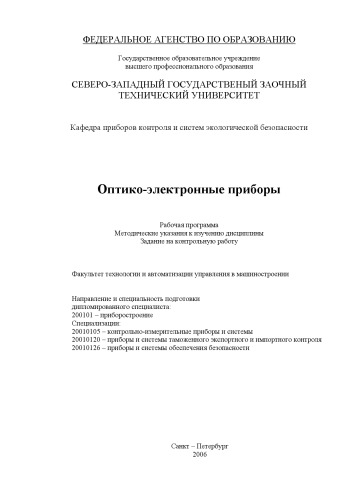 ФЕДЕРАЛЬНОЕ АГЕНСТВО ПО ОБРАЗОВАНИЮ
Государственное образовательное учреждение
высшего профессионального образования
СЕВЕРО-ЗАПАДНЫЙ ГОСУДАРСТВЕНЫЙ ЗАОЧНЫЙ
ТЕХНИЧЕСКИЙ УНИВЕРСИТЕТ
Кафедра приборов контроля и систем экологической безопасности
Оптико-электронные приборы
Рабочая программа
Методические указания к изучению дисциплины
Задание на контрольную работу
Факультет технологии и автоматизации управления в машиностроении
Направление и специальность подготовки
дипломированного специалиста:
200101 – приборостроение
Специализации:
20010105 – контрольно-измерительные приборы и системы
20010120 – приборы и системы таможенного экспортного и импортного контроля
20010126 – приборы и системы обеспечения безопасности
Санкт – Петербург
2006